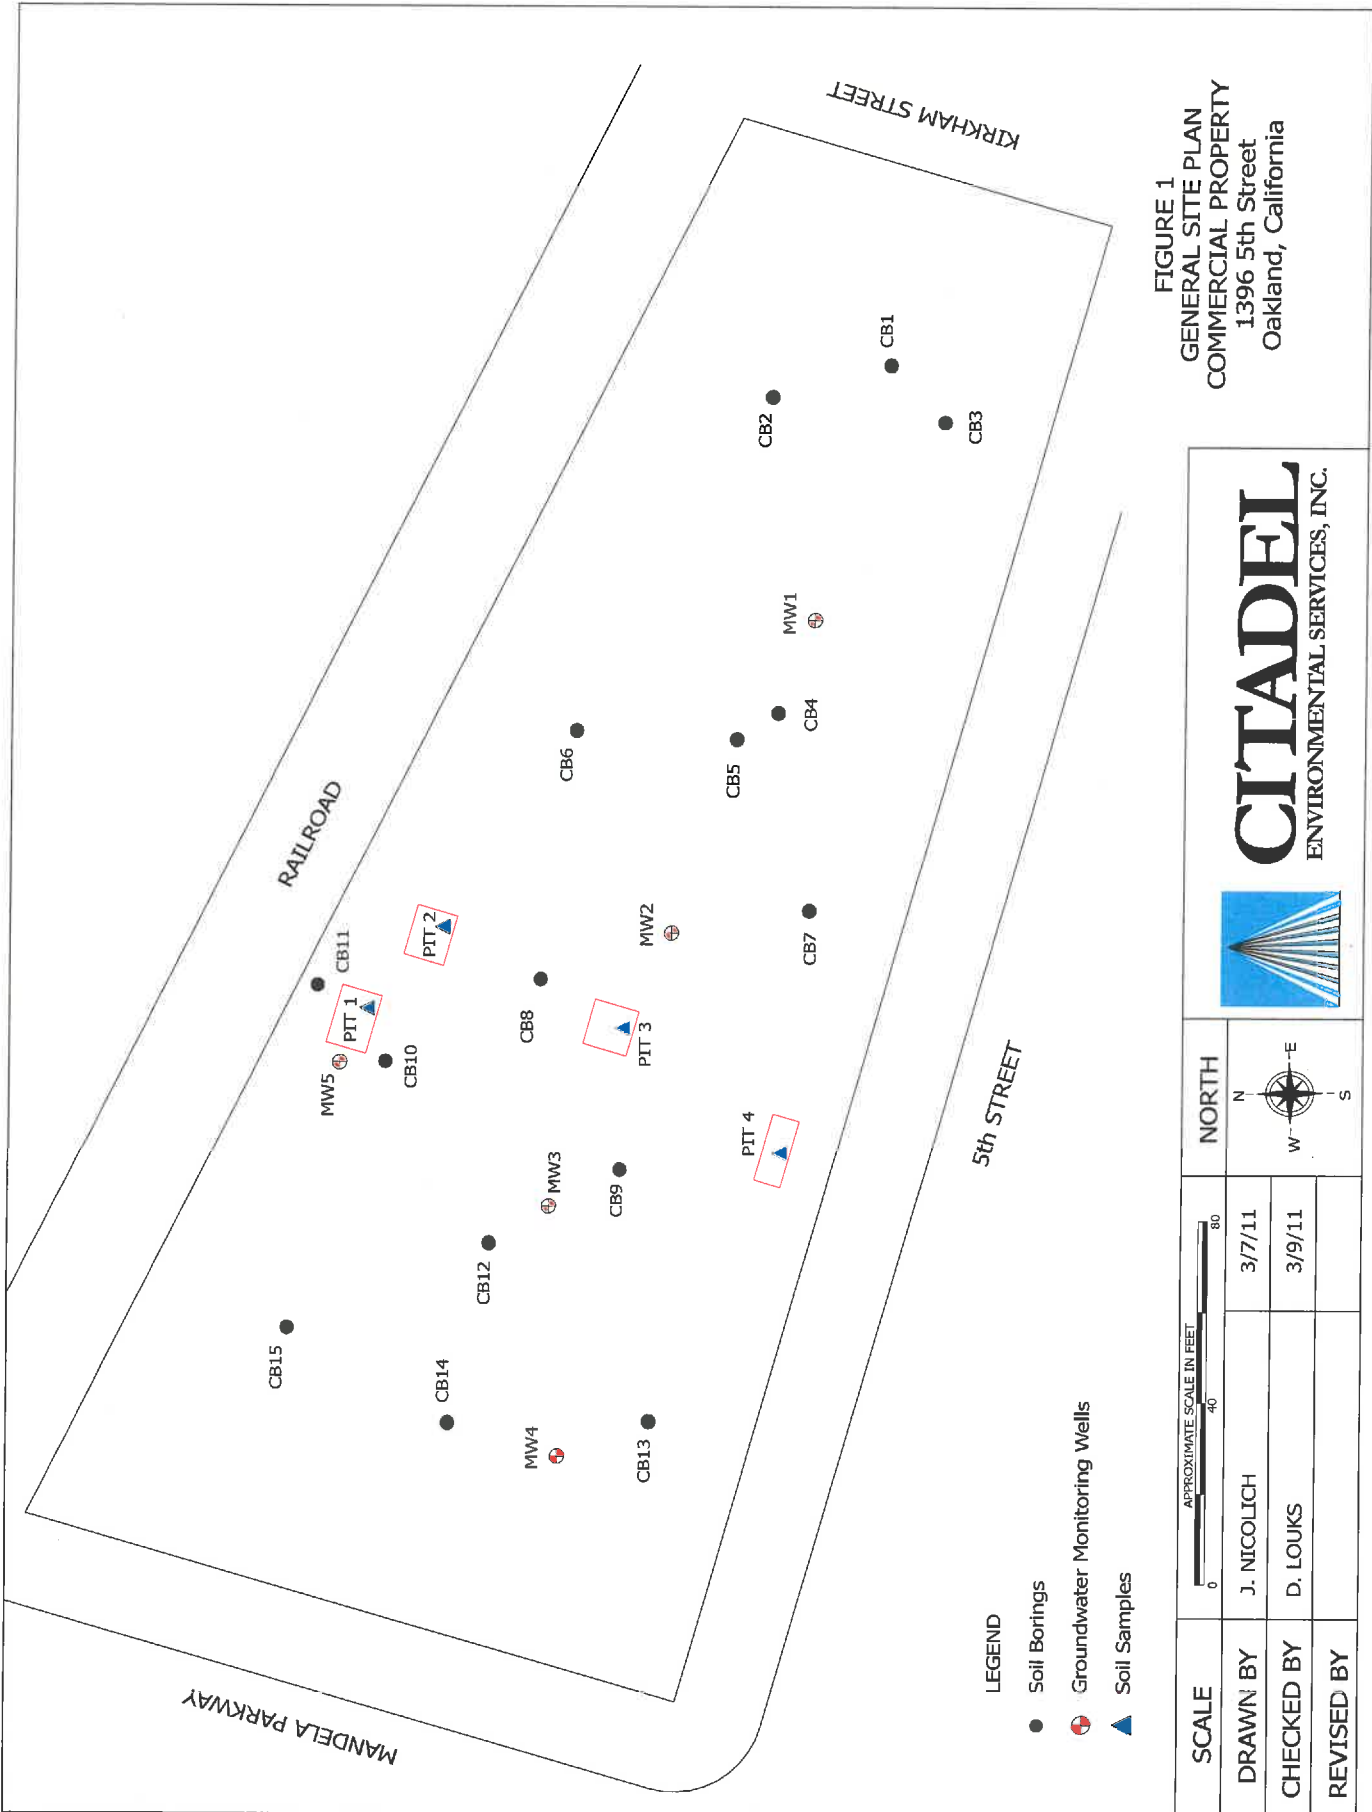 KIRKHAM STREET
RAILROAD
MANDELA PARKWAY
5th STREET
CB15
CB14
MW4
CB13
CB12
MW3
CB9
MW5
CB10
PIT 1
CB11
PIT 2
CB8
PIT 3
PIT 4
MW2
CB7
CB6
CB5
CB4
MW1
CB2
CB1
CB3
LEGEND
Soil Borings
Groundwater Monitoring Wells
Soil Samples
FIGURE 1
GENERAL SITE PLAN
COMMERCIAL PROPERTY
1396 5th Street
Oakland, California
SCALE
APPROXIMATE SCALE IN FEET
0 40 80
DRAWN BY J. NICOLICH 3/7/11
CHECKED BY D. LOUKS 3/9/11
REVISED BY
NORTH
N
W E
S
CITADEL
ENVIRONMENTAL SERVICES, INC.